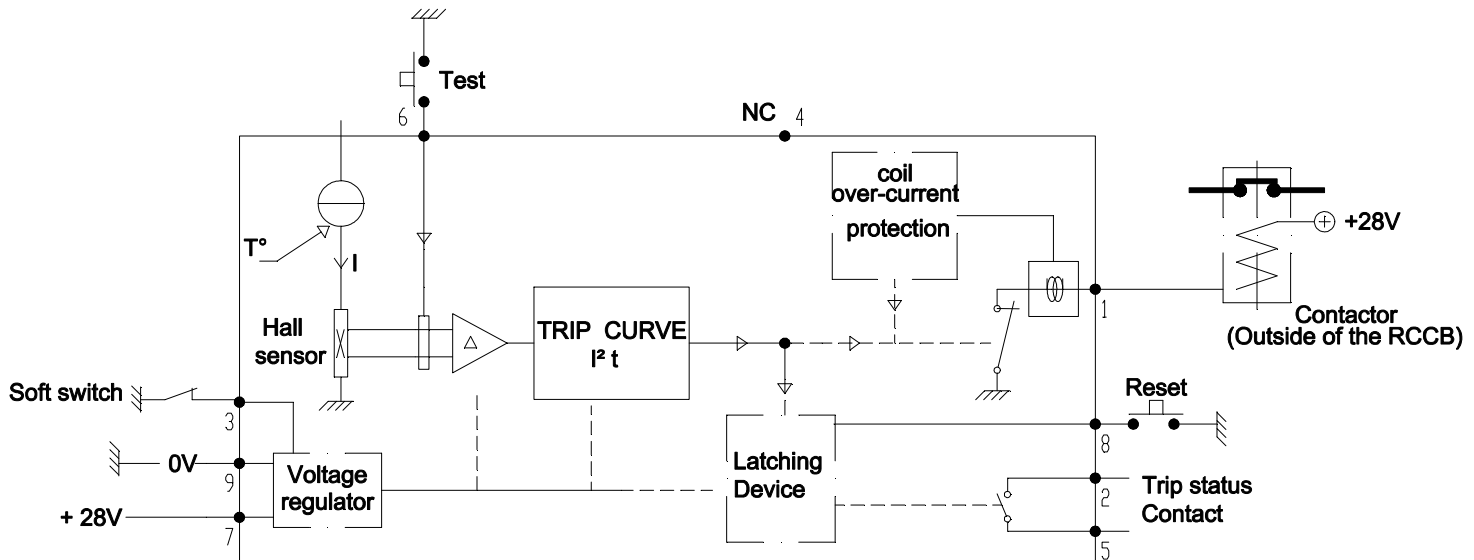 Test
6
NC 4
coil
over-current
protection
+28V
T°
I
1
Contactor
(Outside of the RCCB)
Hall
sensor
TRIP CURVE
I² t
Δ
Soft switch
3
Reset
8
0V
9
Voltage
regulator
Latching
Device
2
Trip status
Contact
+ 28V
7
5